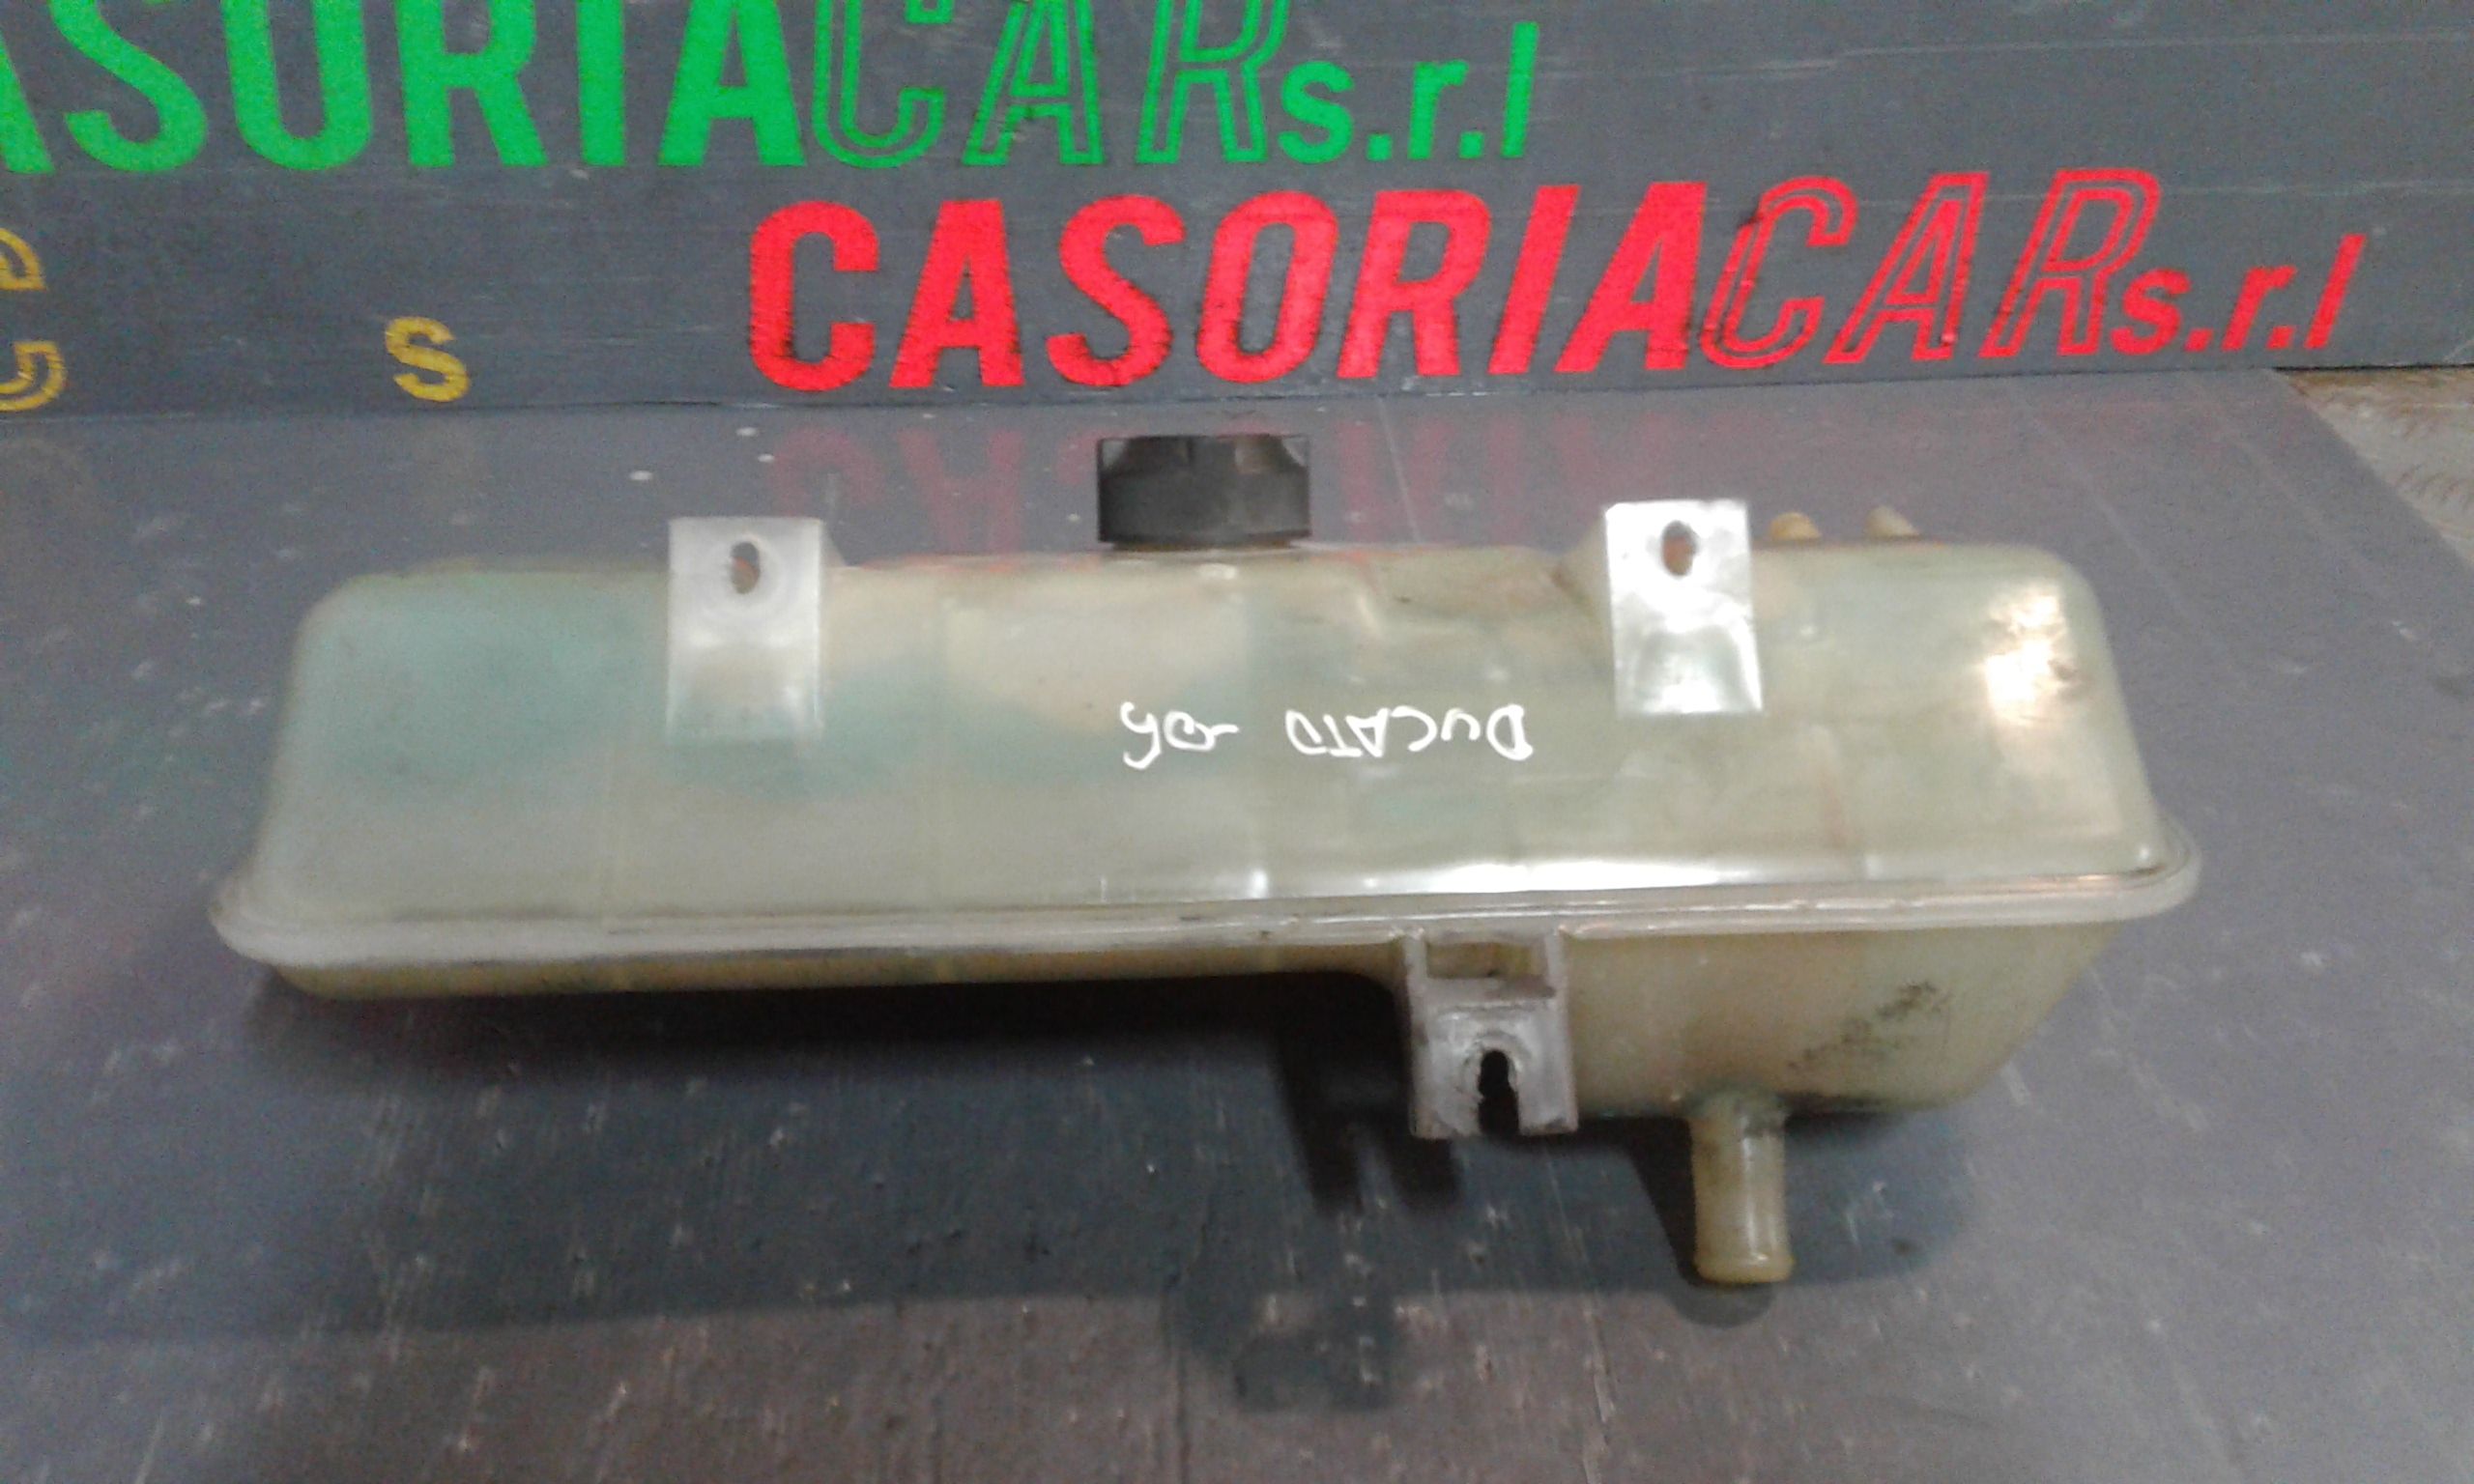 ASORIACARs.r.l
CASORIACARs.r.l
C s
DUCATO -06